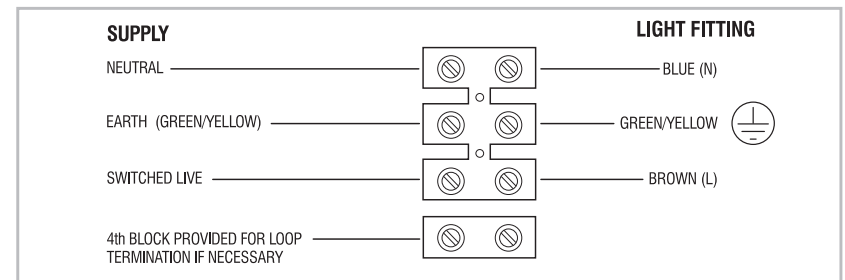 SUPPLY
LIGHT FITTING
NEUTRAL
BLUE (N)
EARTH (GREEN/YELLOW)
GREEN/YELLOW
SWITCHED LIVE
BROWN (L)
4th BLOCK PROVIDED FOR LOOP
TERMINATION IF NECESSARY